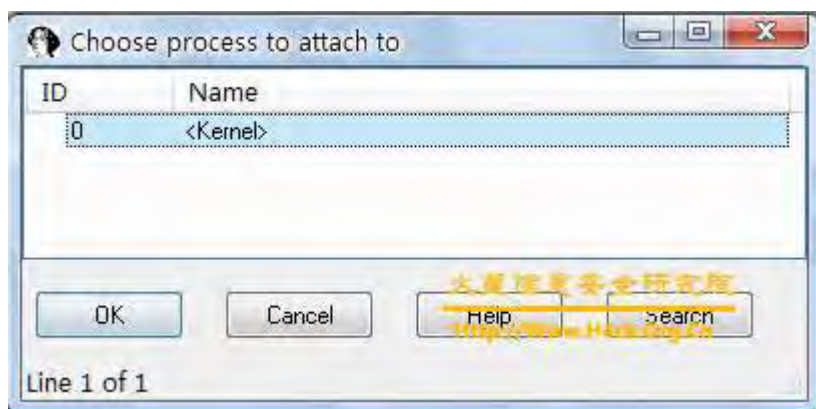 Choose process to attach to
ID Name
0 <Kernel>
OK Cancel Help Search
Line 1 of 1